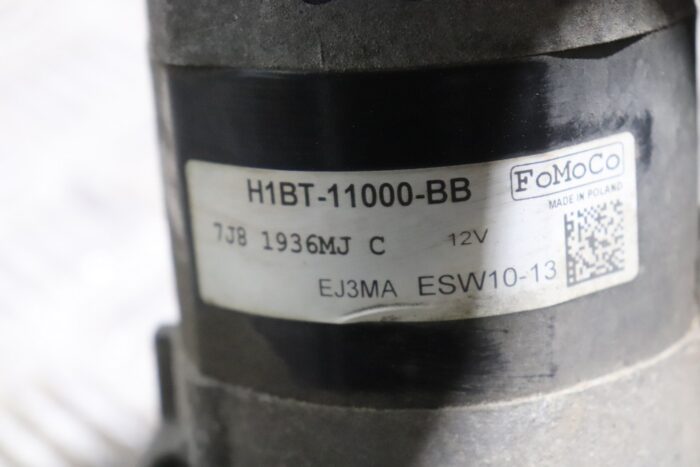 H1BT-11000-BB
FoMoCo
MADE IN POLAND
7J8 1936MJ C
12V
EJ3MA ESW10-13